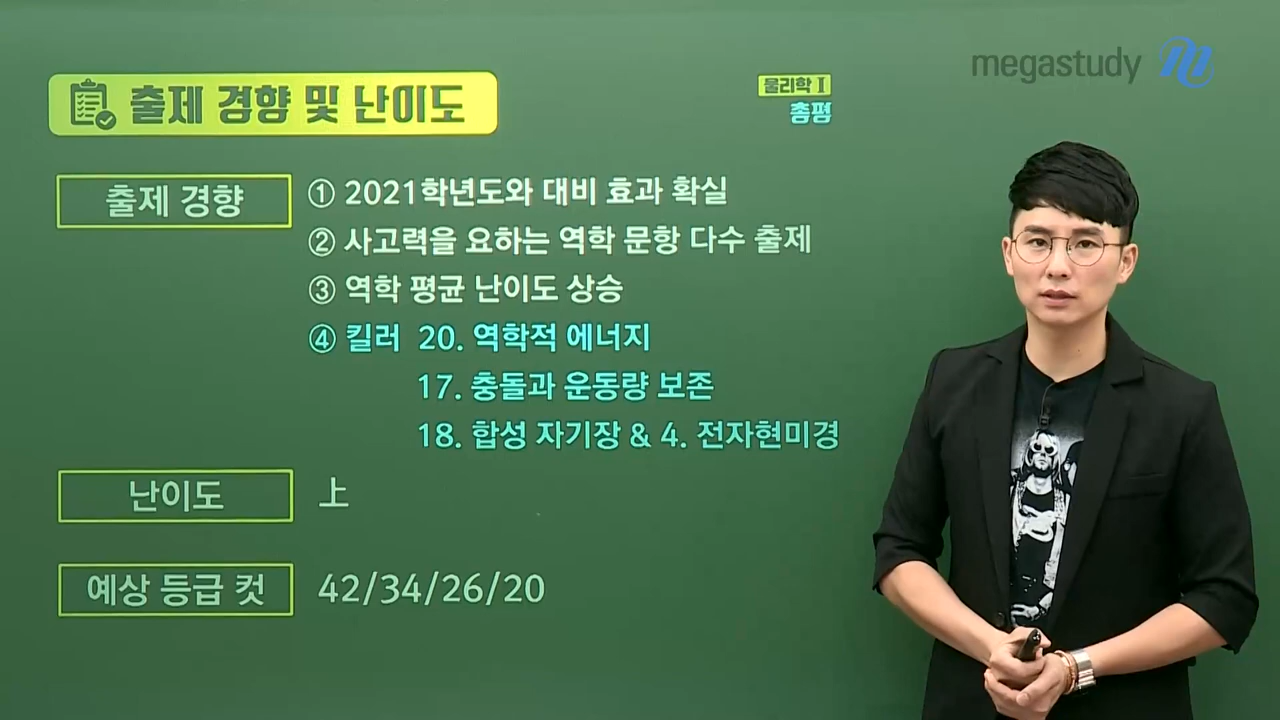 megastudy
출제 경향 및 난이도
물리학 I
총평
출제 경향
① 2021학년도와 대비 효과 확실
② 사고력을 요하는 역학 문항 다수 출제
③ 역학 평균 난이도 상승
④ 킬러 20. 역학적 에너지
17. 충돌과 운동량 보존
18. 합성 자기장 & 4. 전자현미경
난이도
上
예상 등급 컷
42/34/26/20